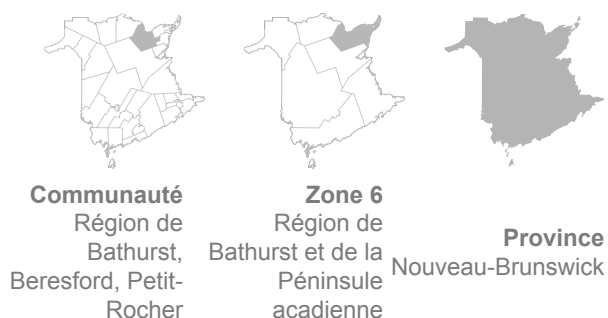 Communauté
Région de
Bathurst,
Beresford, Petit-
Rocher
Zone 6
Région de
Bathurst et de la
Péninsule
acadienne
Province
Nouveau-Brunswick